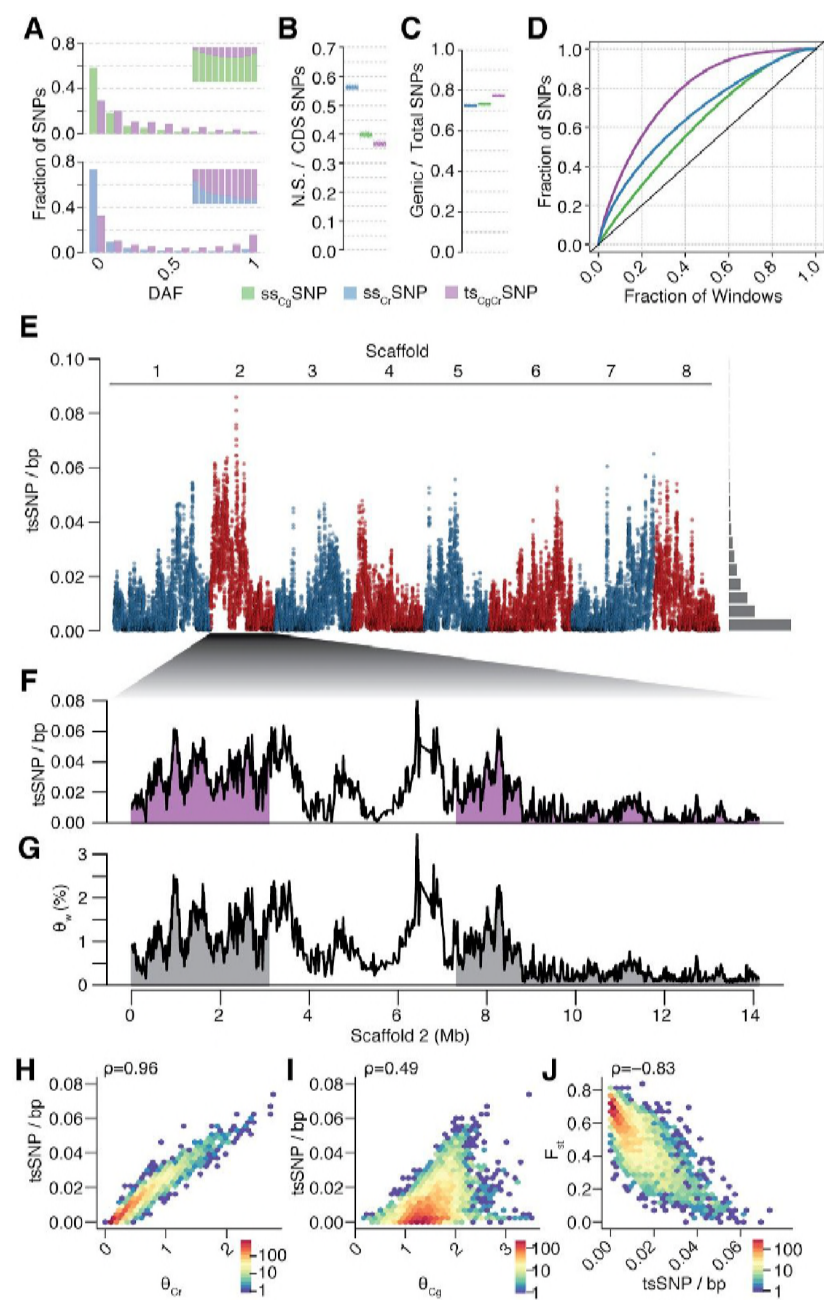 A
Fraction of SNPs
0.8
0.4
0.0
0.8
0.4
0.0
0
0.5
1
DAF
B
N.S. / CDS SNPs
0.7
0.6
0.5
0.4
0.3
0.2
0.1
0.0
C
Genic / Total SNPs
1.0
0.8
0.6
0.4
0.2
0.0
D
Fraction of SNPs
1.0
0.8
0.6
0.4
0.2
0.0
0.0 0.2 0.4 0.6 0.8 1.0
Fraction of Windows
ssCgSNP ssCrSNP tsCgCrSNP
E
Scaffold
1 2 3 4 5 6 7 8
tsSNP / bp
0.10
0.08
0.06
0.04
0.02
0.00
F
tsSNP / bp
0.08
0.06
0.04
0.02
0.00
G
θw (%)
3
2
1
0
0 2 4 6 8 10 12 14
Scaffold 2 (Mb)
H
ρ=0.96
tsSNP / bp
0.08
0.06
0.04
0.02
0.00
0 1 2
θCr
100
10
1
I
ρ=0.49
tsSNP / bp
0.08
0.06
0.04
0.02
0.00
0 1 2 3
θCg
100
10
1
J
ρ=−0.83
Fst
0.8
0.6
0.4
0.2
0.0
0.00 0.02 0.04 0.06
tsSNP / bp
100
10
1